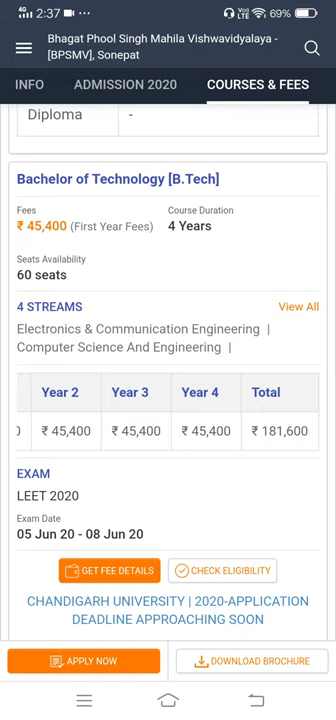 4G 2:37 Vo) LTE 69%
Bhagat Phool Singh Mahila Vishwavidyalaya -
[BPSMV], Sonepat
INFO ADMISSION 2020 COURSES & FEES
Diploma -
Bachelor of Technology [B.Tech]
Fees Course Duration
₹ 45,400 (First Year Fees) 4 Years
Seats Availability
60 seats
4 STREAMS View All
Electronics & Communication Engineering |
Computer Science And Engineering |
Year 2 Year 3 Year 4 Total
0 ₹ 45,400 ₹ 45,400 ₹ 45,400 ₹ 181,600
EXAM
LEET 2020
Exam Date
05 Jun 20 - 08 Jun 20
GET FEE DETAILS CHECK ELIGIBILITY
CHANDIGARH UNIVERSITY | 2020-APPLICATION
DEADLINE APPROACHING SOON
APPLY NOW DOWNLOAD BROCHURE